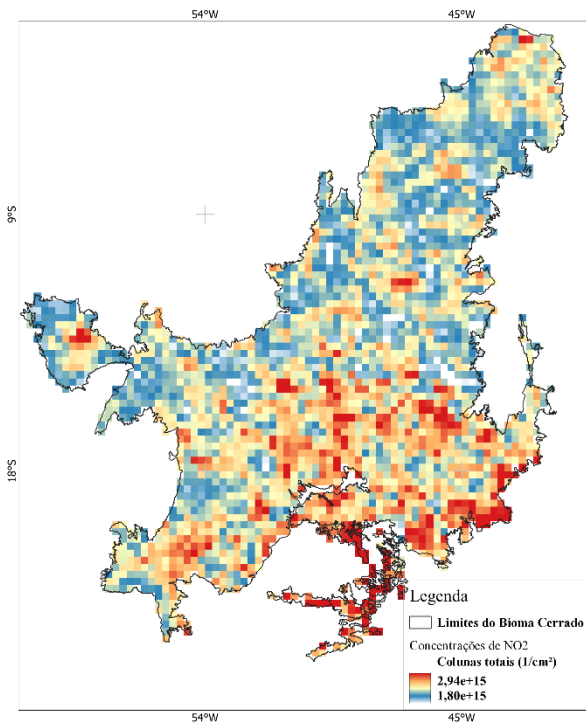 54°W 45°W
9°S
18°S
Legenda
Limites do Bioma Cerrado
Concentrações de NO2
Colunas totais (1/cm²)
2,94e+15
1,80e+15
54°W 45°W